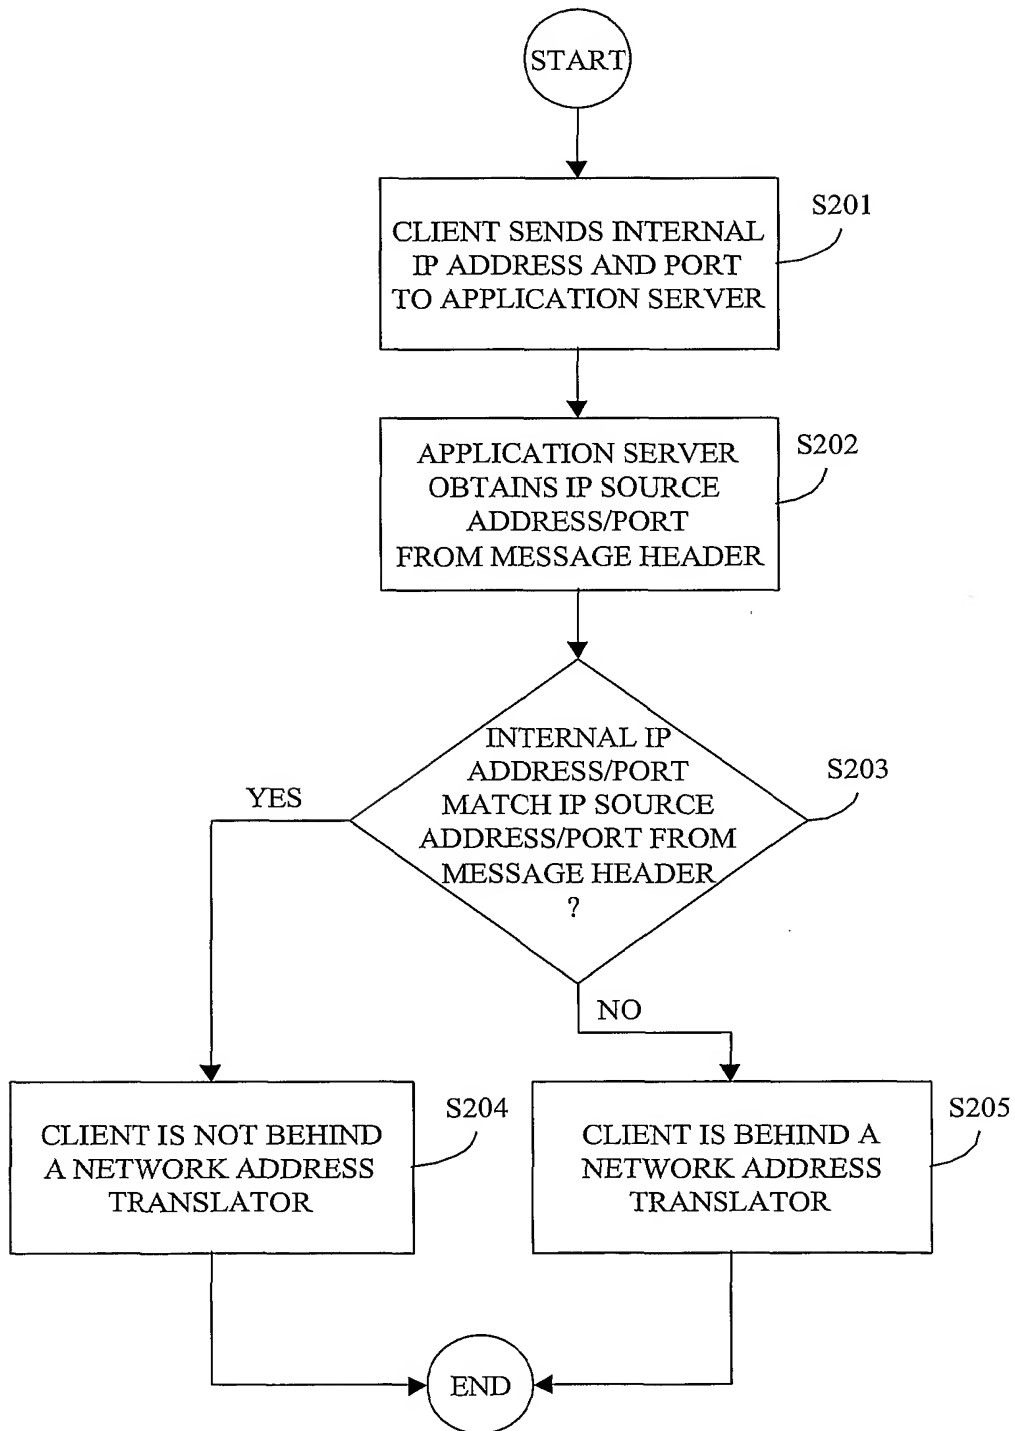 START
CLIENT SENDS INTERNAL
IP ADDRESS AND PORT
TO APPLICATION SERVER
S201
APPLICATION SERVER
OBTAINS IP SOURCE
ADDRESS/PORT
FROM MESSAGE HEADER
S202
INTERNAL IP
ADDRESS/PORT
MATCH IP SOURCE
ADDRESS/PORT FROM
MESSAGE HEADER
?
S203
YES
NO
CLIENT IS NOT BEHIND
A NETWORK ADDRESS
TRANSLATOR
S204
CLIENT IS BEHIND A
NETWORK ADDRESS
TRANSLATOR
S205
END